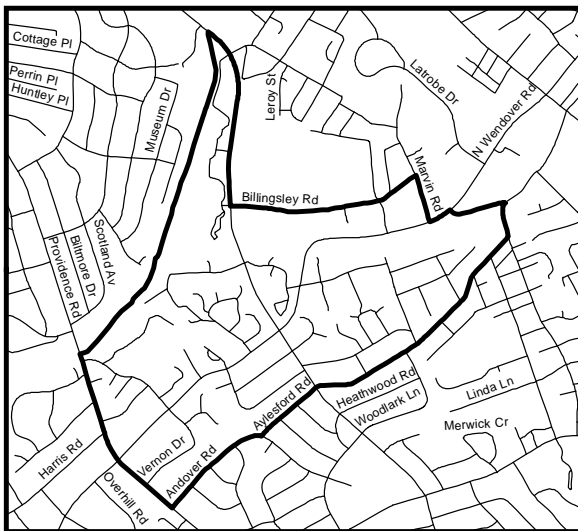 Cottage Pl
Perrin Pl
Huntley Pl
Museum Dr
Leroy St
Latrobe Dr
N Wendover Rd
Marvin Rd
Billingsley Rd
Scotland Av
Biltmore Dr
Providence Rd
Harris Rd
Overhill Rd
Vernon Dr
Andover Rd
Aylesford Rd
Heathwood Rd
Woodlark Ln
Linda Ln
Merwick Cr